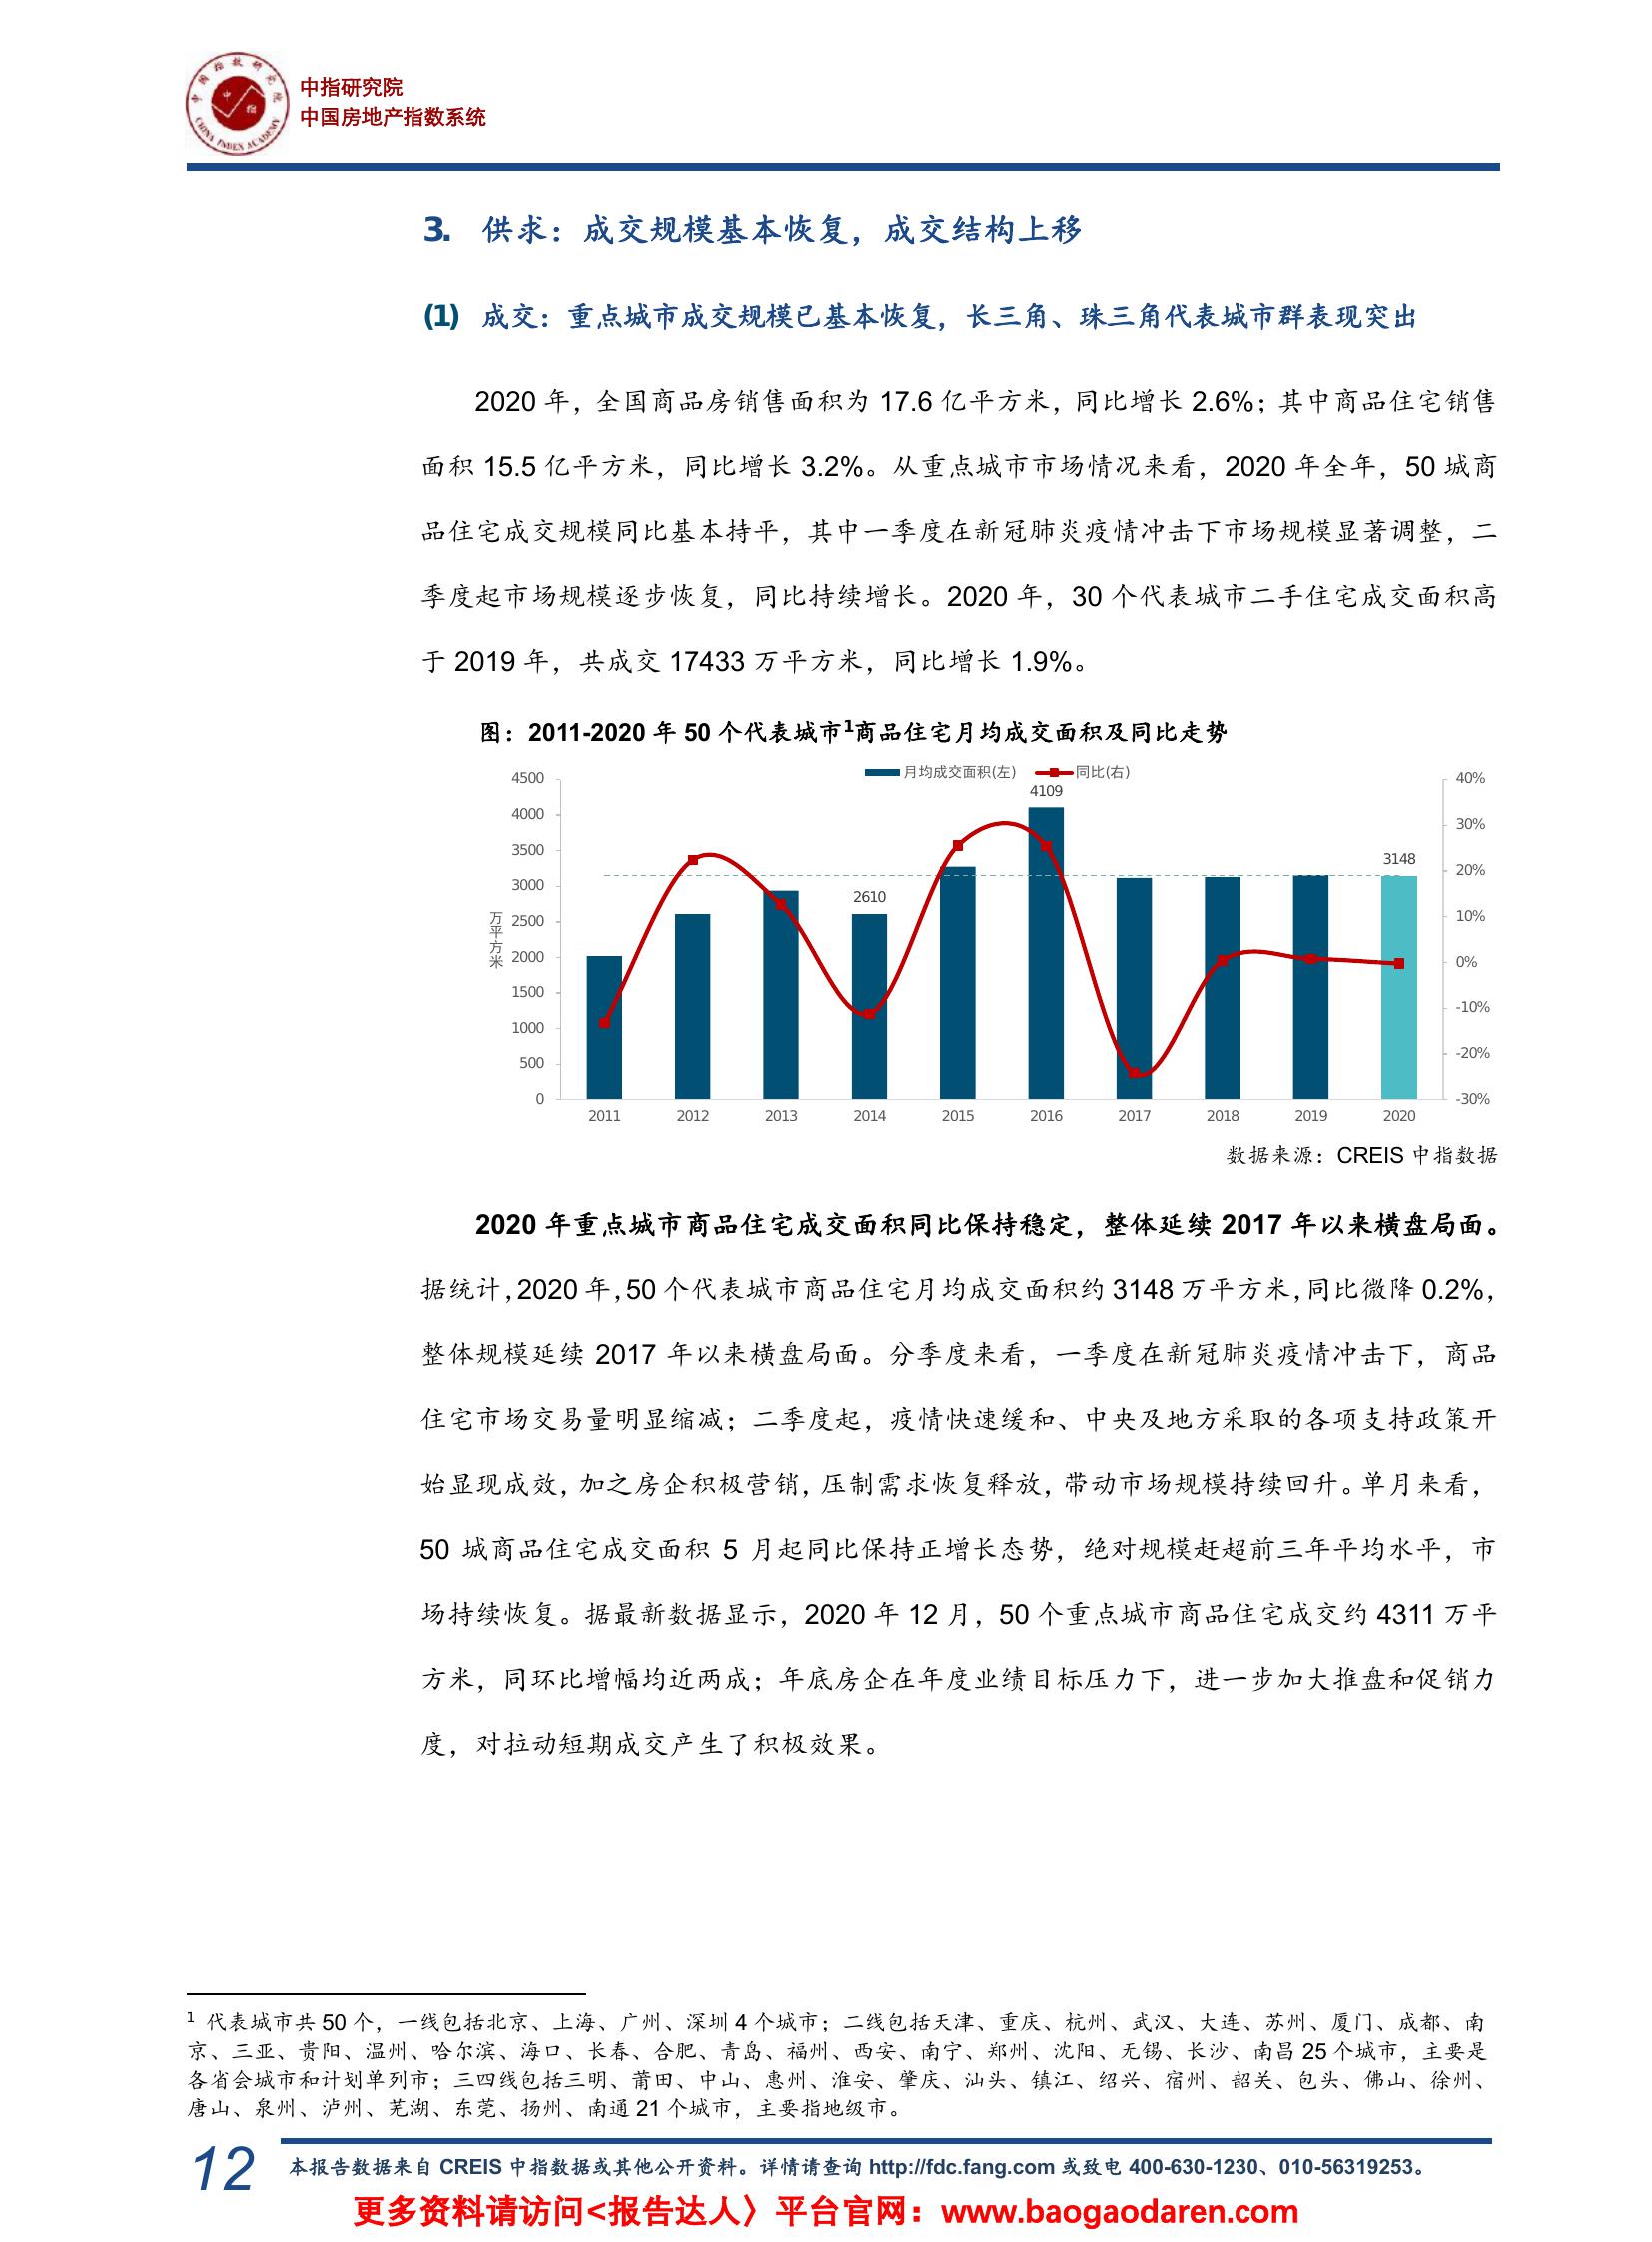 中国指数研究院
中
指
CHINA INDEX ACADEMY
中指研究院
中国房地产指数系统
3. 供求：成交规模基本恢复，成交结构上移
(1) 成交：重点城市成交规模已基本恢复，长三角、珠三角代表城市群表现突出
2020 年，全国商品房销售面积为 17.6 亿平方米，同比增长 2.6%；其中商品住宅销售
面积 15.5 亿平方米，同比增长 3.2%。从重点城市市场情况来看，2020 年全年，50 城商
品住宅成交规模同比基本持平，其中一季度在新冠肺炎疫情冲击下市场规模显著调整，二
季度起市场规模逐步恢复，同比持续增长。2020 年，30 个代表城市二手住宅成交面积高
于 2019 年，共成交 17433 万平方米，同比增长 1.9%。
图：2011-2020 年 50 个代表城市1商品住宅月均成交面积及同比走势
月均成交面积(左) 同比(右)
4500
4000
3500
3000
2500
2000
1500
1000
500
0
万平方米
2610
4109
3148
40%
30%
20%
10%
0%
-10%
-20%
-30%
2011 2012 2013 2014 2015 2016 2017 2018 2019 2020
数据来源：CREIS 中指数据
2020 年重点城市商品住宅成交面积同比保持稳定，整体延续 2017 年以来横盘局面。
据统计，2020 年，50 个代表城市商品住宅月均成交面积约 3148 万平方米，同比微降 0.2%，
整体规模延续 2017 年以来横盘局面。分季度来看，一季度在新冠肺炎疫情冲击下，商品
住宅市场交易量明显缩减；二季度起，疫情快速缓和、中央及地方采取的各项支持政策开
始显现成效，加之房企积极营销，压制需求恢复释放，带动市场规模持续回升。单月来看，
50 城商品住宅成交面积 5 月起同比保持正增长态势，绝对规模赶超前三年平均水平，市
场持续恢复。据最新数据显示，2020 年 12 月，50 个重点城市商品住宅成交约 4311 万平
方米，同环比增幅均近两成；年底房企在年度业绩目标压力下，进一步加大推盘和促销力
度，对拉动短期成交产生了积极效果。
1 代表城市共 50 个，一线包括北京、上海、广州、深圳 4 个城市；二线包括天津、重庆、杭州、武汉、大连、苏州、厦门、成都、南
京、三亚、贵阳、温州、哈尔滨、海口、长春、合肥、青岛、福州、西安、南宁、郑州、沈阳、无锡、长沙、南昌 25 个城市，主要是
各省会城市和计划单列市；三四线包括三明、莆田、中山、惠州、淮安、肇庆、汕头、镇江、绍兴、宿州、韶关、包头、佛山、徐州、
唐山、泉州、泸州、芜湖、东莞、扬州、南通 21 个城市，主要指地级市。
12 本报告数据来自 CREIS 中指数据或其他公开资料。详情请查询 http://fdc.fang.com 或致电 400-630-1230、010-56319253。
更多资料请访问<报告达人〉平台官网：www.baogaodaren.com